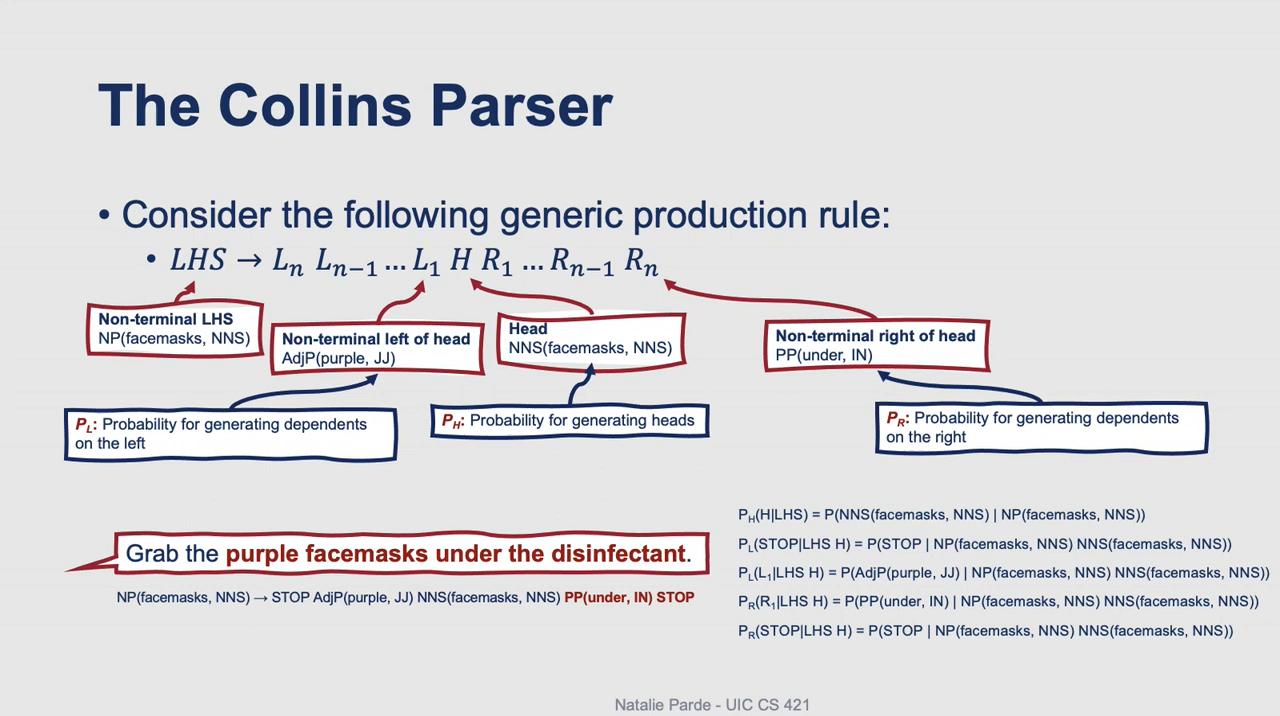 The Collins Parser
• Consider the following generic production rule:
• LHS → Lₙ Lₙ₋₁ … L₁ H R₁ … Rₙ₋₁ Rₙ
Non-terminal LHS
NP(facemasks, NNS)
Non-terminal left of head
AdjP(purple, JJ)
Head
NNS(facemasks, NNS)
Non-terminal right of head
PP(under, IN)
P_L: Probability for generating dependents
on the left
P_H: Probability for generating heads
P_R: Probability for generating dependents
on the right
Grab the purple facemasks under the disinfectant.
NP(facemasks, NNS) → STOP AdjP(purple, JJ) NNS(facemasks, NNS) PP(under, IN) STOP
P_H(H|LHS) = P(NNS(facemasks, NNS) | NP(facemasks, NNS))
P_L(STOP|LHS H) = P(STOP | NP(facemasks, NNS) NNS(facemasks, NNS))
P_L(L₁|LHS H) = P(AdjP(purple, JJ) | NP(facemasks, NNS) NNS(facemasks, NNS))
P_R(R₁|LHS H) = P(PP(under, IN) | NP(facemasks, NNS) NNS(facemasks, NNS))
P_R(STOP|LHS H) = P(STOP | NP(facemasks, NNS) NNS(facemasks, NNS))
Natalie Parde - UIC CS 421